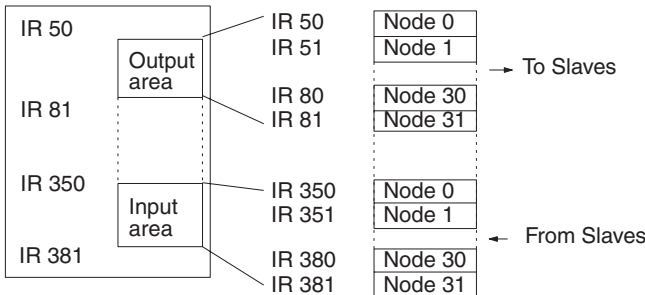 IR 50
Output
area
IR 81
IR 350
Input
area
IR 381
IR 50 Node 0
IR 51 Node 1
To Slaves
IR 80 Node 30
IR 81 Node 31
IR 350 Node 0
IR 351 Node 1
From Slaves
IR 380 Node 30
IR 381 Node 31